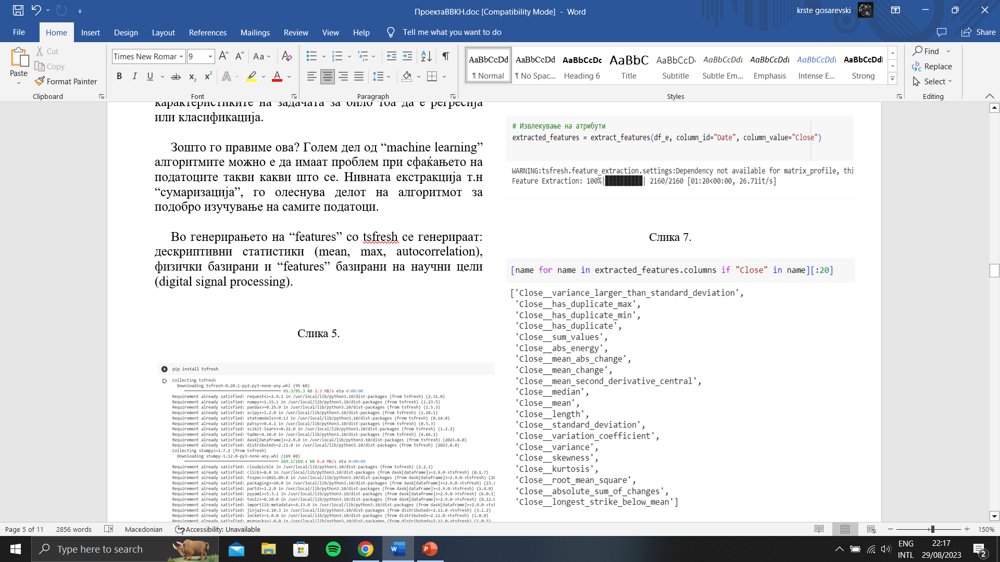 ПроектаВВКН.doc [Compatibility Mode] - Word
krste gosarevski
File
Home
Insert
Design
Layout
References
Mailings
Review
View
Help
Tell me what you want to do
Share
Paste
Cut
Copy
Format Painter
Clipboard
Times New Roman
9
Font
Paragraph
AaBbCcDd
¶ Normal
AaBbCcDd
¶ No Spac...
AaBbCcDc
Heading 6
AaBbC
Title
AaBbCcDc
Subtitle
AaBbCcDdl
Subtle Em...
AaBbCcDdl
Emphasis
AaBbCcDdl
Intense E...
AaBbCcDdl
Strong
Styles
Find
Replace
Select
Editing
карактеристиките на задачата за било тоа да е регресија
или класификација.
Зошто го правиме ова? Голем дел од “machine learning”
алгоритмите можно е да имаат проблем при сфаќањето на
податоците такви какви што се. Нивната екстракција т.н
“сумаризација”, го олеснува делот на алгоритмот за
подобро изучување на самите податоци.
Во генерирањето на “features” со tsfresh се генерираат:
дескриптивни статистики (mean, max, autocorrelation),
физички базирани и “features” базирани на научни цели
(digital signal processing).
Слика 5.
pip install tsfresh
Collecting tsfresh
Downloading tsfresh-0.20.1-py2.py3-none-any.whl (95 kB)
95.3/95.3 kB 2.3 MB/s eta 0:00:00
Requirement already satisfied: requests>=2.9.1 in /usr/local/lib/python3.10/dist-packages (from tsfresh) (2.31.0)
Requirement already satisfied: numpy>=1.15.1 in /usr/local/lib/python3.10/dist-packages (from tsfresh) (1.23.5)
Requirement already satisfied: pandas>=0.25.0 in /usr/local/lib/python3.10/dist-packages (from tsfresh) (1.5.3)
Requirement already satisfied: scipy>=1.2.0 in /usr/local/lib/python3.10/dist-packages (from tsfresh) (1.10.1)
Requirement already satisfied: statsmodels>=0.13 in /usr/local/lib/python3.10/dist-packages (from tsfresh) (0.14.0)
Requirement already satisfied: patsy>=0.4.1 in /usr/local/lib/python3.10/dist-packages (from tsfresh) (0.5.3)
Requirement already satisfied: scikit-learn>=0.22.0 in /usr/local/lib/python3.10/dist-packages (from tsfresh) (1.2.2)
Requirement already satisfied: tqdm>=4.10.0 in /usr/local/lib/python3.10/dist-packages (from tsfresh) (4.66.1)
Requirement already satisfied: dask[dataframe]>=2.9.0 in /usr/local/lib/python3.10/dist-packages (from tsfresh) (2023.8.0)
Requirement already satisfied: distributed>=2.11.0 in /usr/local/lib/python3.10/dist-packages (from tsfresh) (2023.8.0)
Collecting stumpy>=1.7.2 (from tsfresh)
Downloading stumpy-1.12.0-py3-none-any.whl (169 kB)
169.1/169.1 kB 6.4 MB/s eta 0:00:00
Requirement already satisfied: cloudpickle in /usr/local/lib/python3.10/dist-packages (from tsfresh) (2.2.1)
Requirement already satisfied: click>=8.0 in /usr/local/lib/python3.10/dist-packages (from dask[dataframe]>=2.9.0->tsfresh) (8.1.7)
Requirement already satisfied: fsspec>=2021.09.0 in /usr/local/lib/python3.10/dist-packages (from dask[dataframe]>=2.9.0->tsfresh) (20
Requirement already satisfied: packaging>=20.0 in /usr/local/lib/python3.10/dist-packages (from dask[dataframe]>=2.9.0->tsfresh) (23.1
Requirement already satisfied: partd>=1.2.0 in /usr/local/lib/python3.10/dist-packages (from dask[dataframe]>=2.9.0->tsfresh) (1.4.0)
Requirement already satisfied: pyyaml>=5.3.1 in /usr/local/lib/python3.10/dist-packages (from dask[dataframe]>=2.9.0->tsfresh) (6.0.1)
Requirement already satisfied: toolz>=0.10.0 in /usr/local/lib/python3.10/dist-packages (from dask[dataframe]>=2.9.0->tsfresh) (0.12.0
Requirement already satisfied: importlib-metadata>=4.13.0 in /usr/local/lib/python3.10/dist-packages (from dask[dataframe]>=2.9.0->tsf
Requirement already satisfied: jinja2>=2.10.3 in /usr/local/lib/python3.10/dist-packages (from distributed>=2.11.0->tsfresh) (3.1.2)
Requirement already satisfied: locket>=1.0.0 in /usr/local/lib/python3.10/dist-packages (from distributed>=2.11.0->tsfresh) (1.0.0)
Requirement already satisfied: msgpack>=1.0.0 in /usr/local/lib/python3.10/dist-packages (from distributed>=2.11.0->tsfresh) (1.0.5)
# Извлекување на атрибути
extracted_features = extract_features(df_e, column_id="Date", column_value="Close")
WARNING:tsfresh.feature_extraction.settings:Dependency not available for matrix_profile, thi
Feature Extraction: 100%|██████████| 2160/2160 [01:20<00:00, 26.71it/s]
Слика 7.
[name for name in extracted_features.columns if "Close" in name][:20]
['Close__variance_larger_than_standard_deviation',
'Close__has_duplicate_max',
'Close__has_duplicate_min',
'Close__has_duplicate',
'Close__sum_values',
'Close__abs_energy',
'Close__mean_abs_change',
'Close__mean_change',
'Close__mean_second_derivative_central',
'Close__median',
'Close__mean',
'Close__length',
'Close__standard_deviation',
'Close__variation_coefficient',
'Close__variance',
'Close__skewness',
'Close__kurtosis',
'Close__root_mean_square',
'Close__absolute_sum_of_changes',
'Close__longest_strike_below_mean']
Page 5 of 11
2856 words
Macedonian
Accessibility: Unavailable
150%
Type here to search
ENG
INTL
22:17
29/08/2023
2